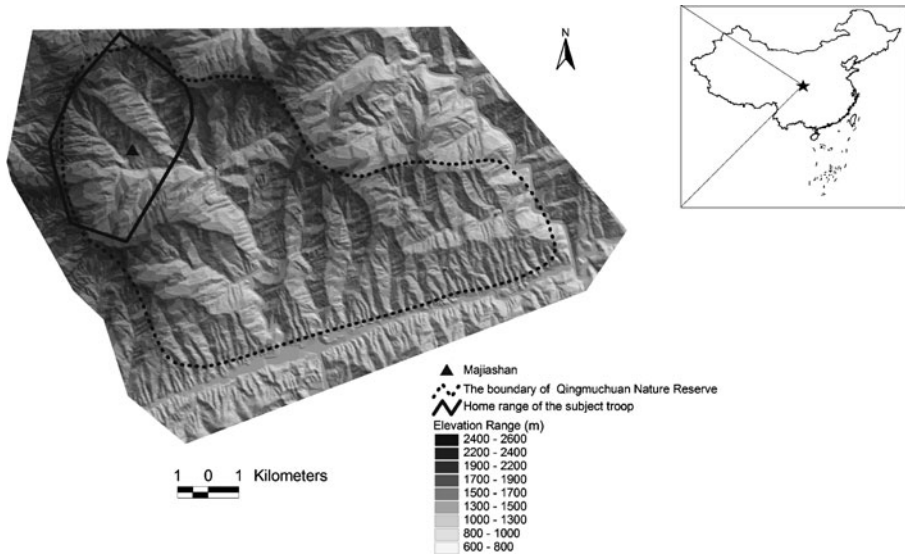 N
Majiashan
The boundary of Qingmuchuan Nature Reserve
Home range of the subject troop
Elevation Range (m)
2400 - 2600
2200 - 2400
1900 - 2200
1700 - 1900
1500 - 1700
1300 - 1500
1000 - 1300
800 - 1000
600 - 800
1 0 1 Kilometers